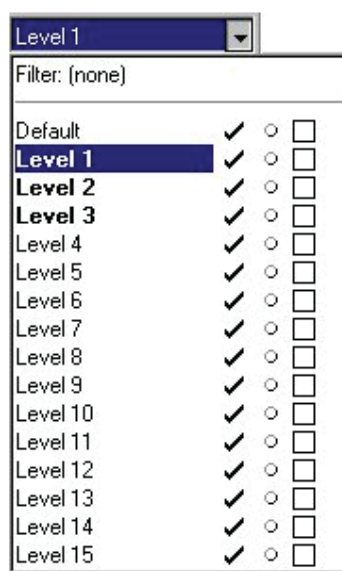 Level 1
Filter: (none)
Default
Level 1
Level 2
Level 3
Level 4
Level 5
Level 6
Level 7
Level 8
Level 9
Level 10
Level 11
Level 12
Level 13
Level 14
Level 15